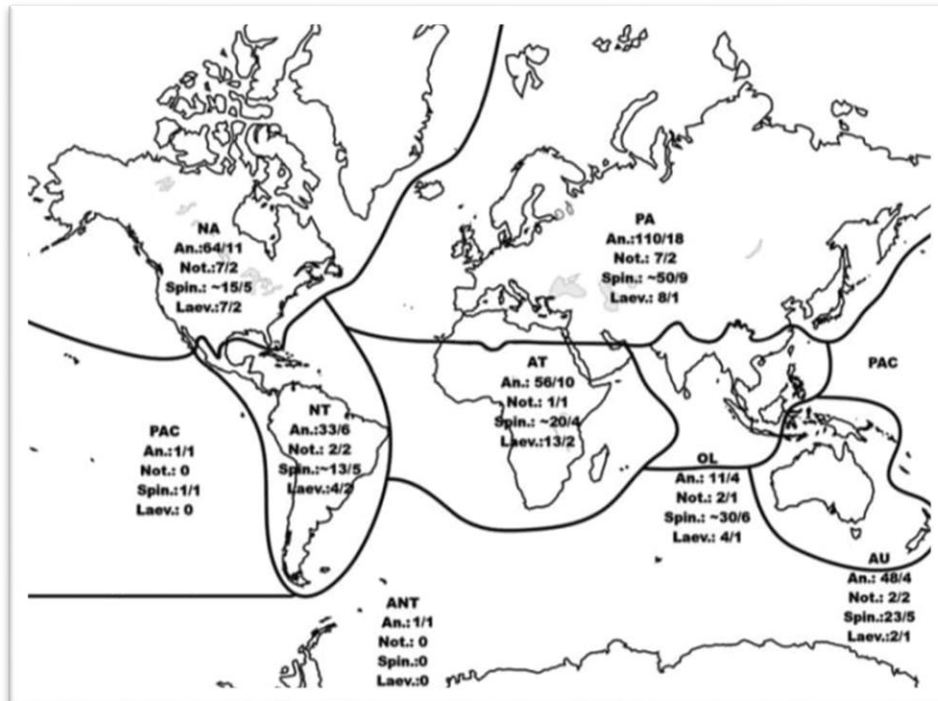 NA
An.:64/11
Not.:7/2
Spin.: ~15/5
Laev.:7/2
PA
An.:110/18
Not.: 7/2
Spin.: ~50/9
Laev.: 8/1
PAC
An.:1/1
Not.: 0
Spin.:1/1
Laev.: 0
NT
An.:33/6
Not.: 2/2
Spin.:~13/5
Laev.:4/2
AT
An.: 56/10
Not.: 1/1
Spin.: ~20/4
Laev.:13/2
PAC
OL
An.: 11/4
Not.: 2/1
Spin.: ~30/6
Laev.: 4/1
AU
An.: 48/4
Not.: 2/2
Spin.:23/5
Laev.:2/1
ANT
An.:1/1
Not.: 0
Spin.:0
Laev.:0